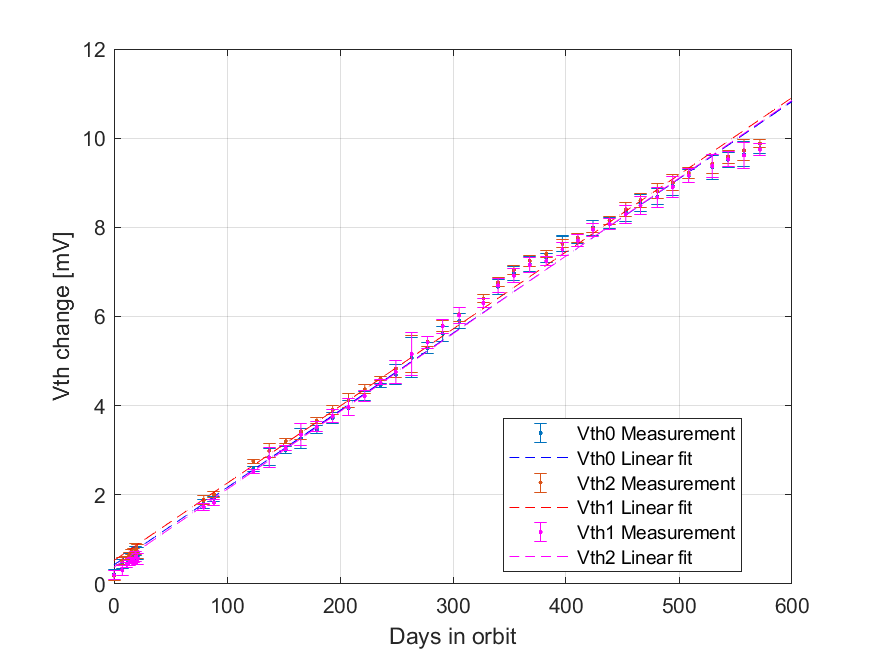 12
10
8
6
4
2
0
Vth change [mV]
0 100 200 300 400 500 600
Days in orbit
Vth0 Measurement
Vth0 Linear fit
Vth2 Measurement
Vth1 Linear fit
Vth1 Measurement
Vth2 Linear fit